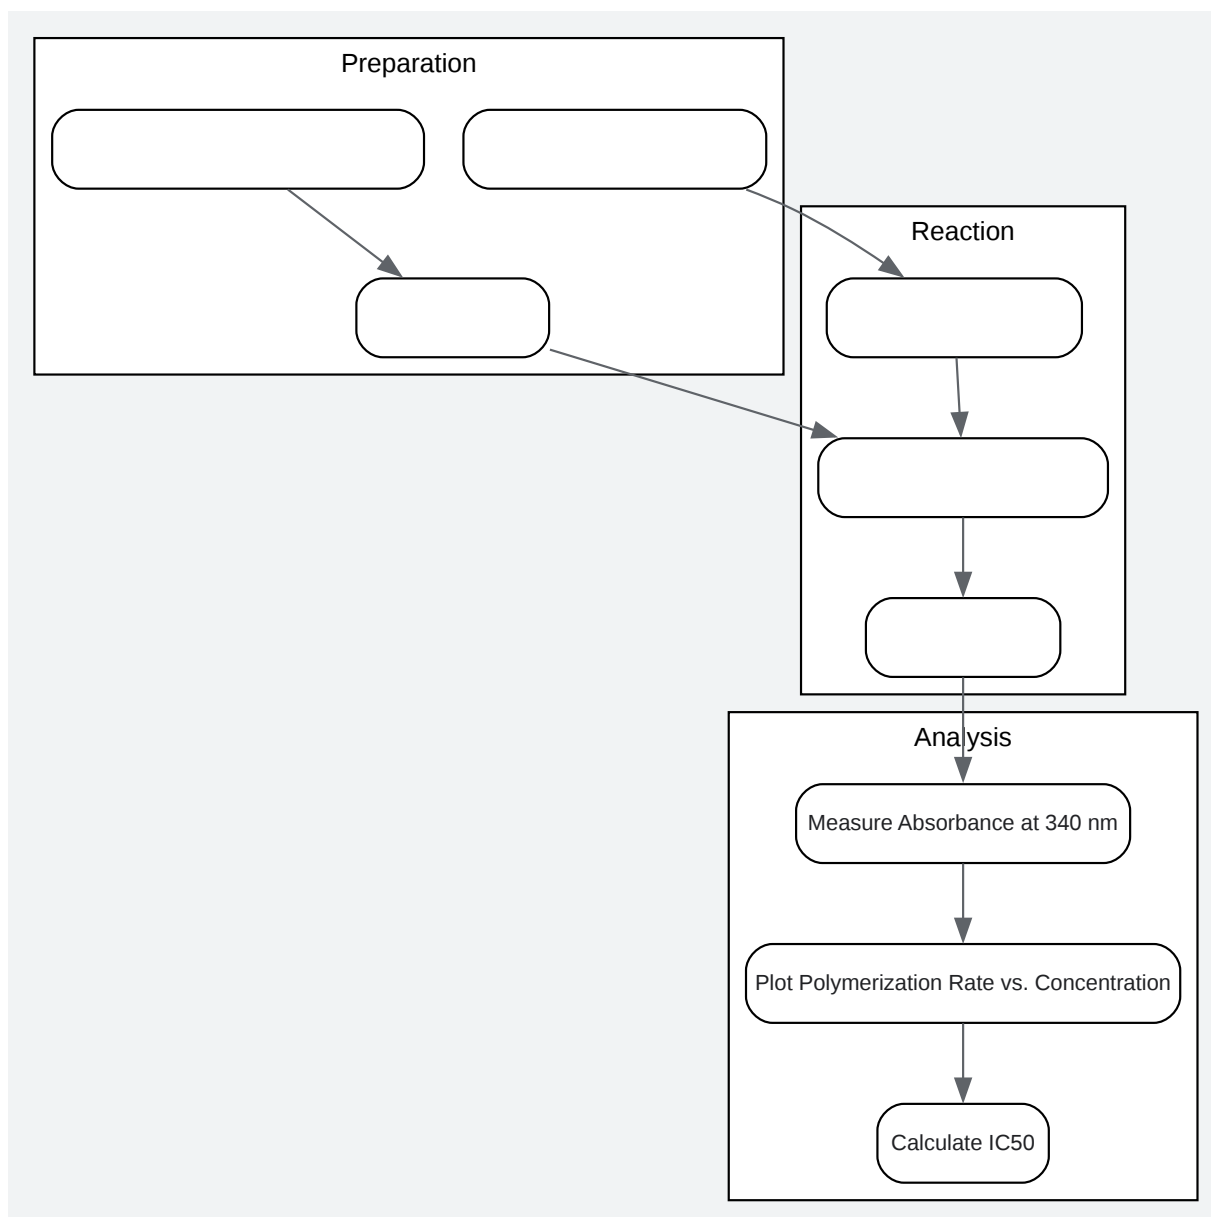 Preparation
Reaction
Analysis
Measure Absorbance at 340 nm
Plot Polymerization Rate vs. Concentration
Calculate IC50